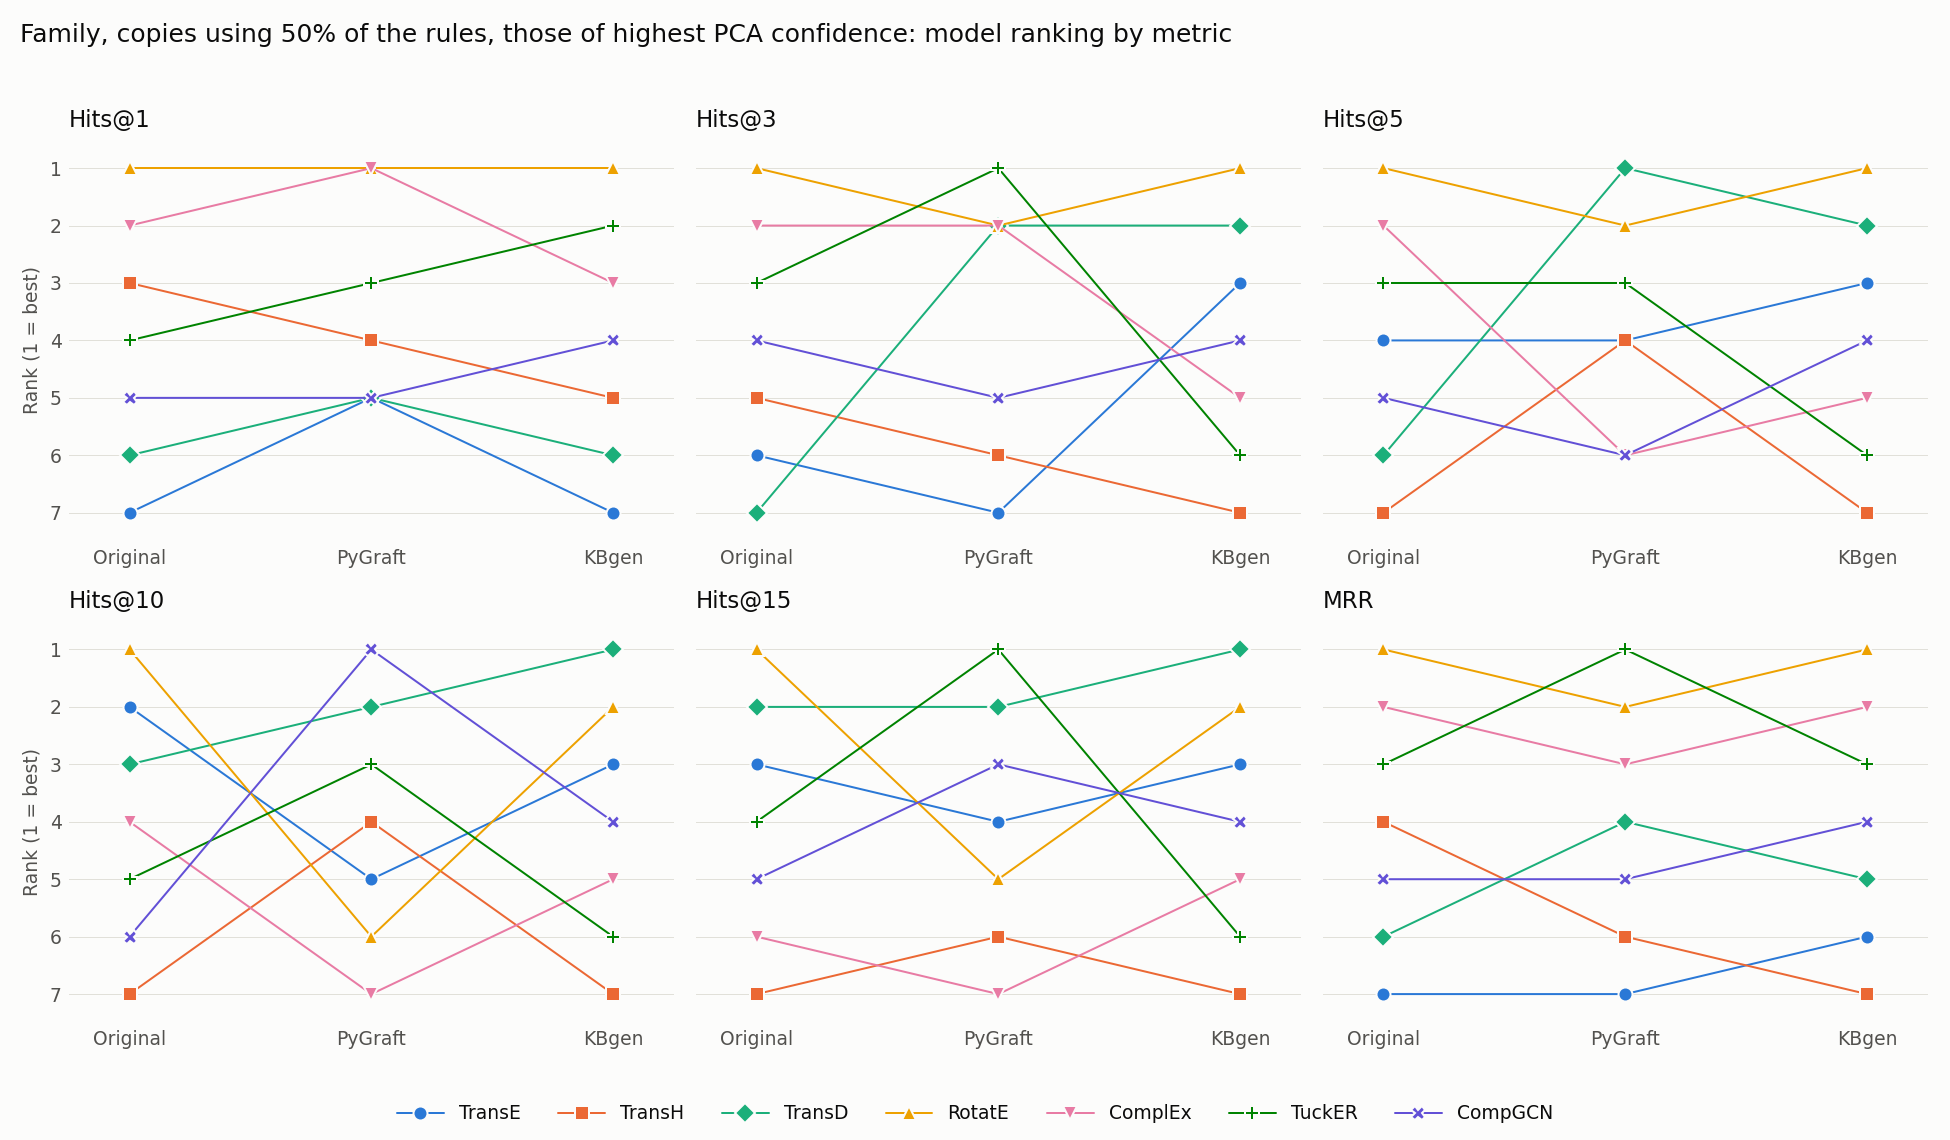 Family, copies using 50% of the rules, those of highest PCA confidence: model ranking by metric
Hits@1
Hits@3
Hits@5
Rank (1 = best)
1
2
3
4
5
6
7
Original
PyGraft
KBgen
Original
PyGraft
KBgen
Original
PyGraft
KBgen
Hits@10
Hits@15
MRR
Rank (1 = best)
1
2
3
4
5
6
7
Original
PyGraft
KBgen
Original
PyGraft
KBgen
Original
PyGraft
KBgen
TransE
TransH
TransD
RotatE
ComplEx
TuckER
CompGCN